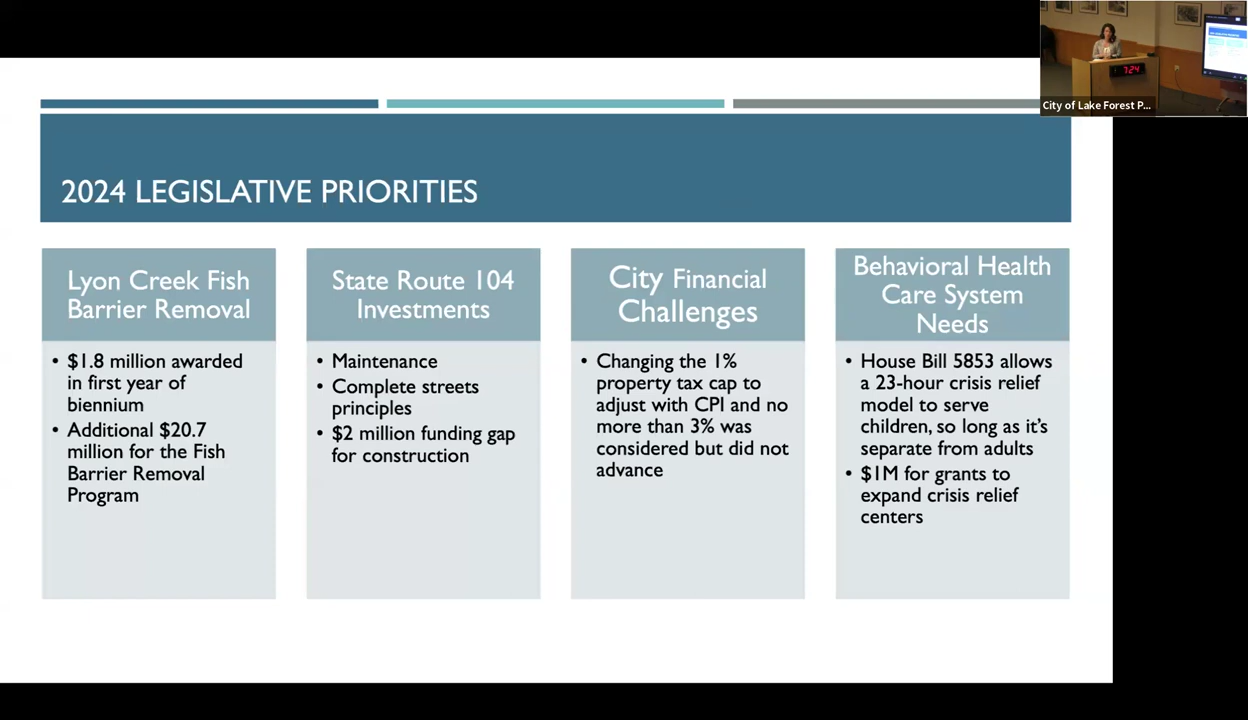 City of Lake Forest P...
7:24
2024 LEGISLATIVE PRIORITIES
Lyon Creek Fish
Barrier Removal
• $1.8 million awarded
in first year of
biennium
• Additional $20.7
million for the Fish
Barrier Removal
Program
State Route 104
Investments
• Maintenance
• Complete streets
principles
• $2 million funding gap
for construction
City Financial
Challenges
• Changing the 1%
property tax cap to
adjust with CPI and no
more than 3% was
considered but did not
advance
Behavioral Health
Care System
Needs
• House Bill 5853 allows
a 23-hour crisis relief
model to serve
children, so long as it's
separate from adults
• $1M for grants to
expand crisis relief
centers